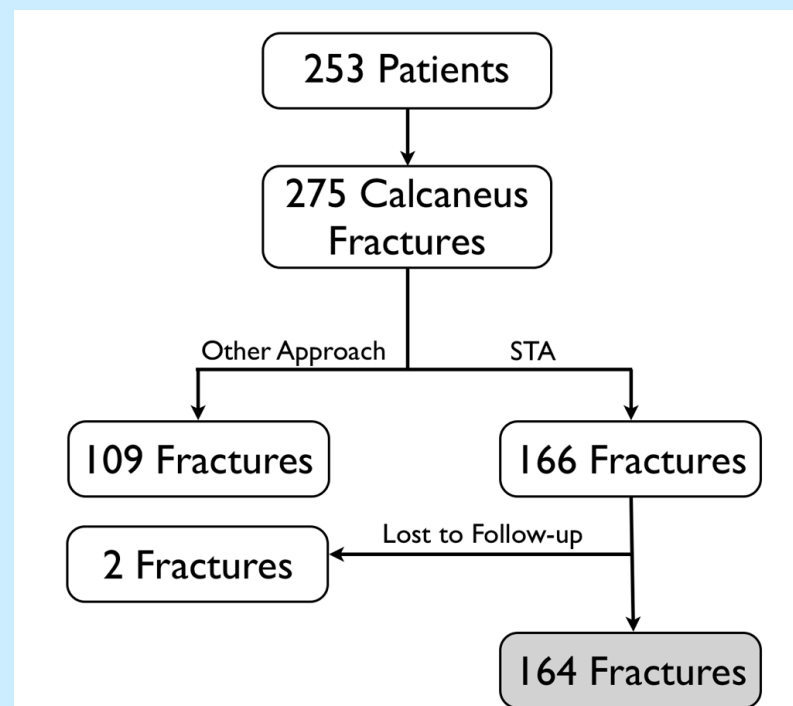 253 Patients
275 Calcaneus
Fractures
Other Approach
STA
109 Fractures
166 Fractures
Lost to Follow-up
2 Fractures
164 Fractures